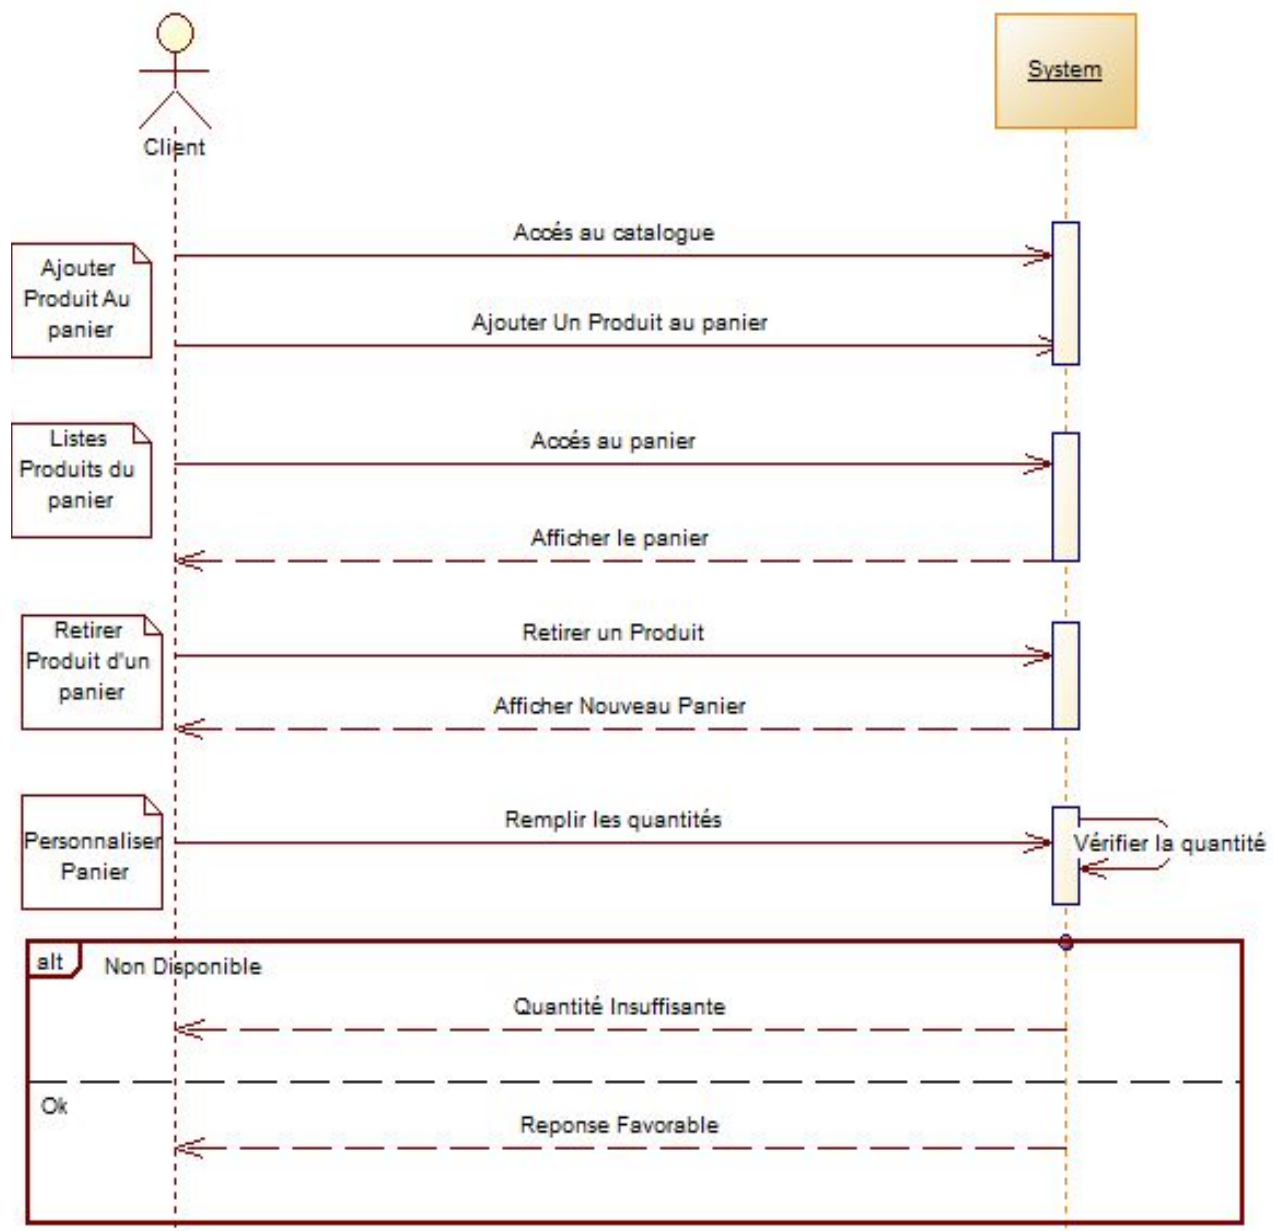 Client
System
Accés au catalogue
Ajouter
Produit Au
panier
Ajouter Un Produit au panier
Listes
Produits du
panier
Accés au panier
Afficher le panier
Retirer
Produit d'un
panier
Retirer un Produit
Afficher Nouveau Panier
Personnaliser
Panier
Remplir les quantités
Vérifier la quantité
alt
Non Disponible
Quantité Insuffisante
Ok
Reponse Favorable